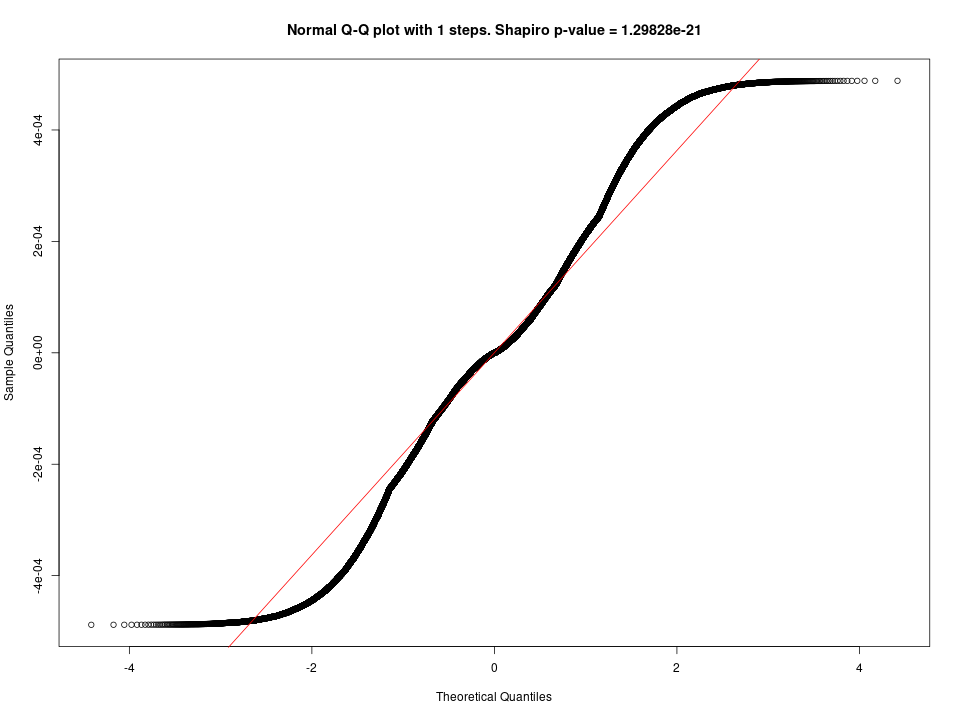 Normal Q-Q plot with 1 steps. Shapiro p-value = 1.29828e-21
4e-04
2e-04
0e+00
-2e-04
-4e-04
Sample Quantiles
-4 -2 0 2 4
Theoretical Quantiles